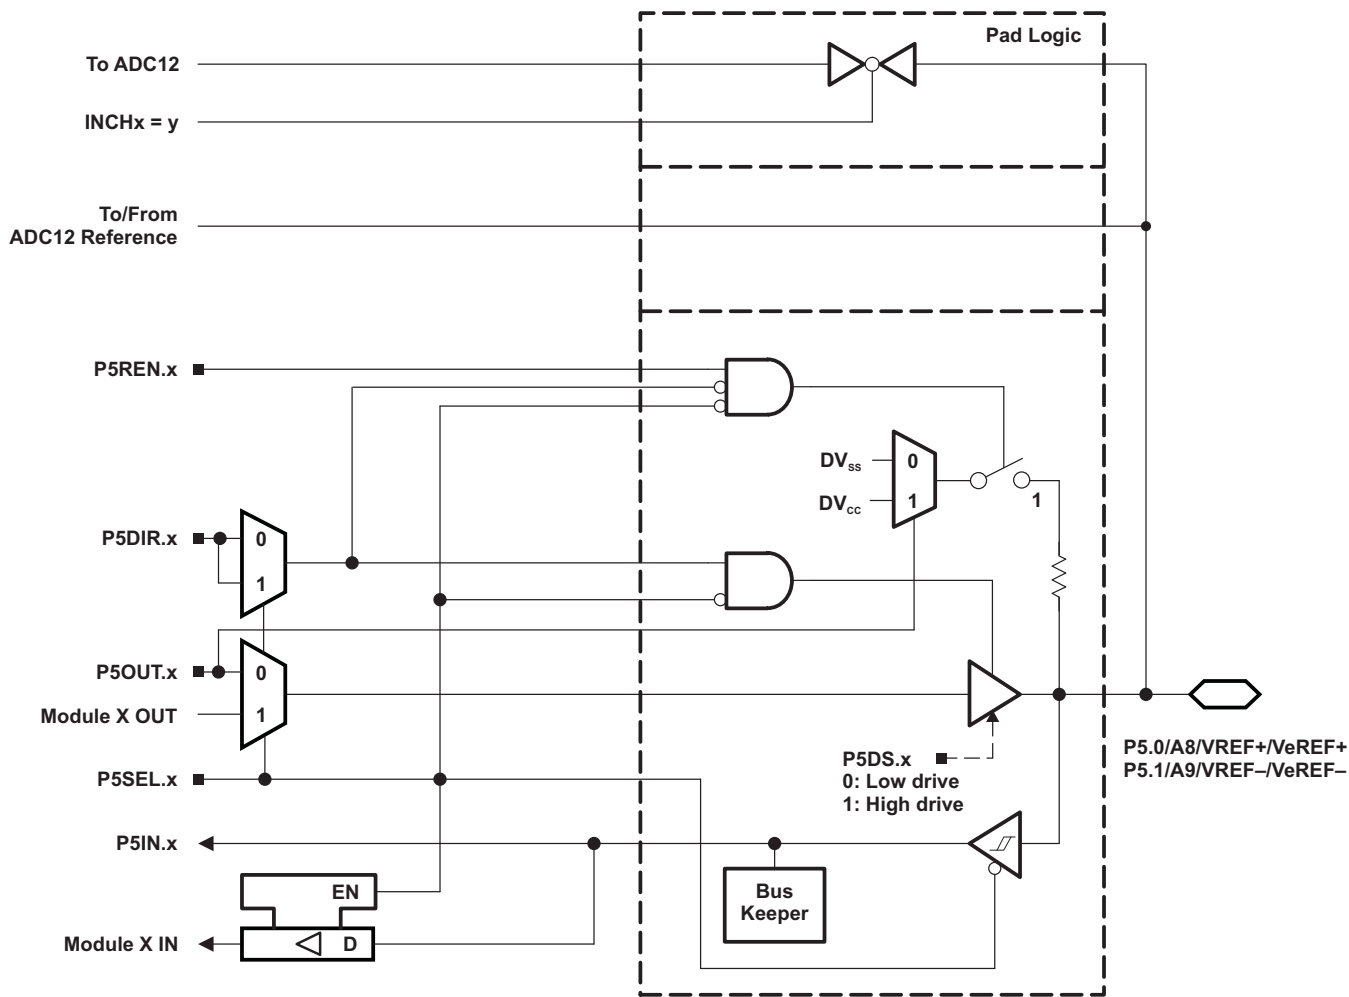 Pad Logic
To ADC12
INCHx = y
To/From
ADC12 Reference
P5REN.x
DVss
0
DVcc
1
1
P5DIR.x
0
1
P5OUT.x
0
Module X OUT
1
P5DS.x
0: Low drive
1: High drive
P5.0/A8/VREF+/VeREF+
P5.1/A9/VREF–/VeREF–
P5SEL.x
P5IN.x
Bus
Keeper
EN
Module X IN
D